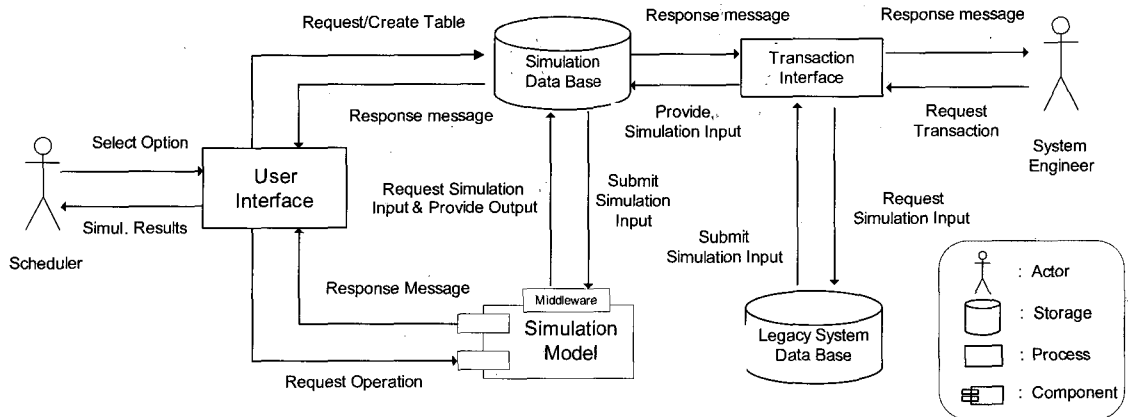 Request/Create Table
Response message
Response message
Simulation
Data Base
Transaction
Interface
Response message
Provide,
Simulation Input
Request
Transaction
System
Engineer
Select Option
User
Interface
Simul. Results
Scheduler
Request Simulation
Input & Provide Output
Submit
Simulation
Input
Submit
Simulation Input
Request
Simulation Input
Response Message
Middleware
Simulation
Model
Request Operation
Legacy System
Data Base
: Actor
: Storage
: Process
: Component